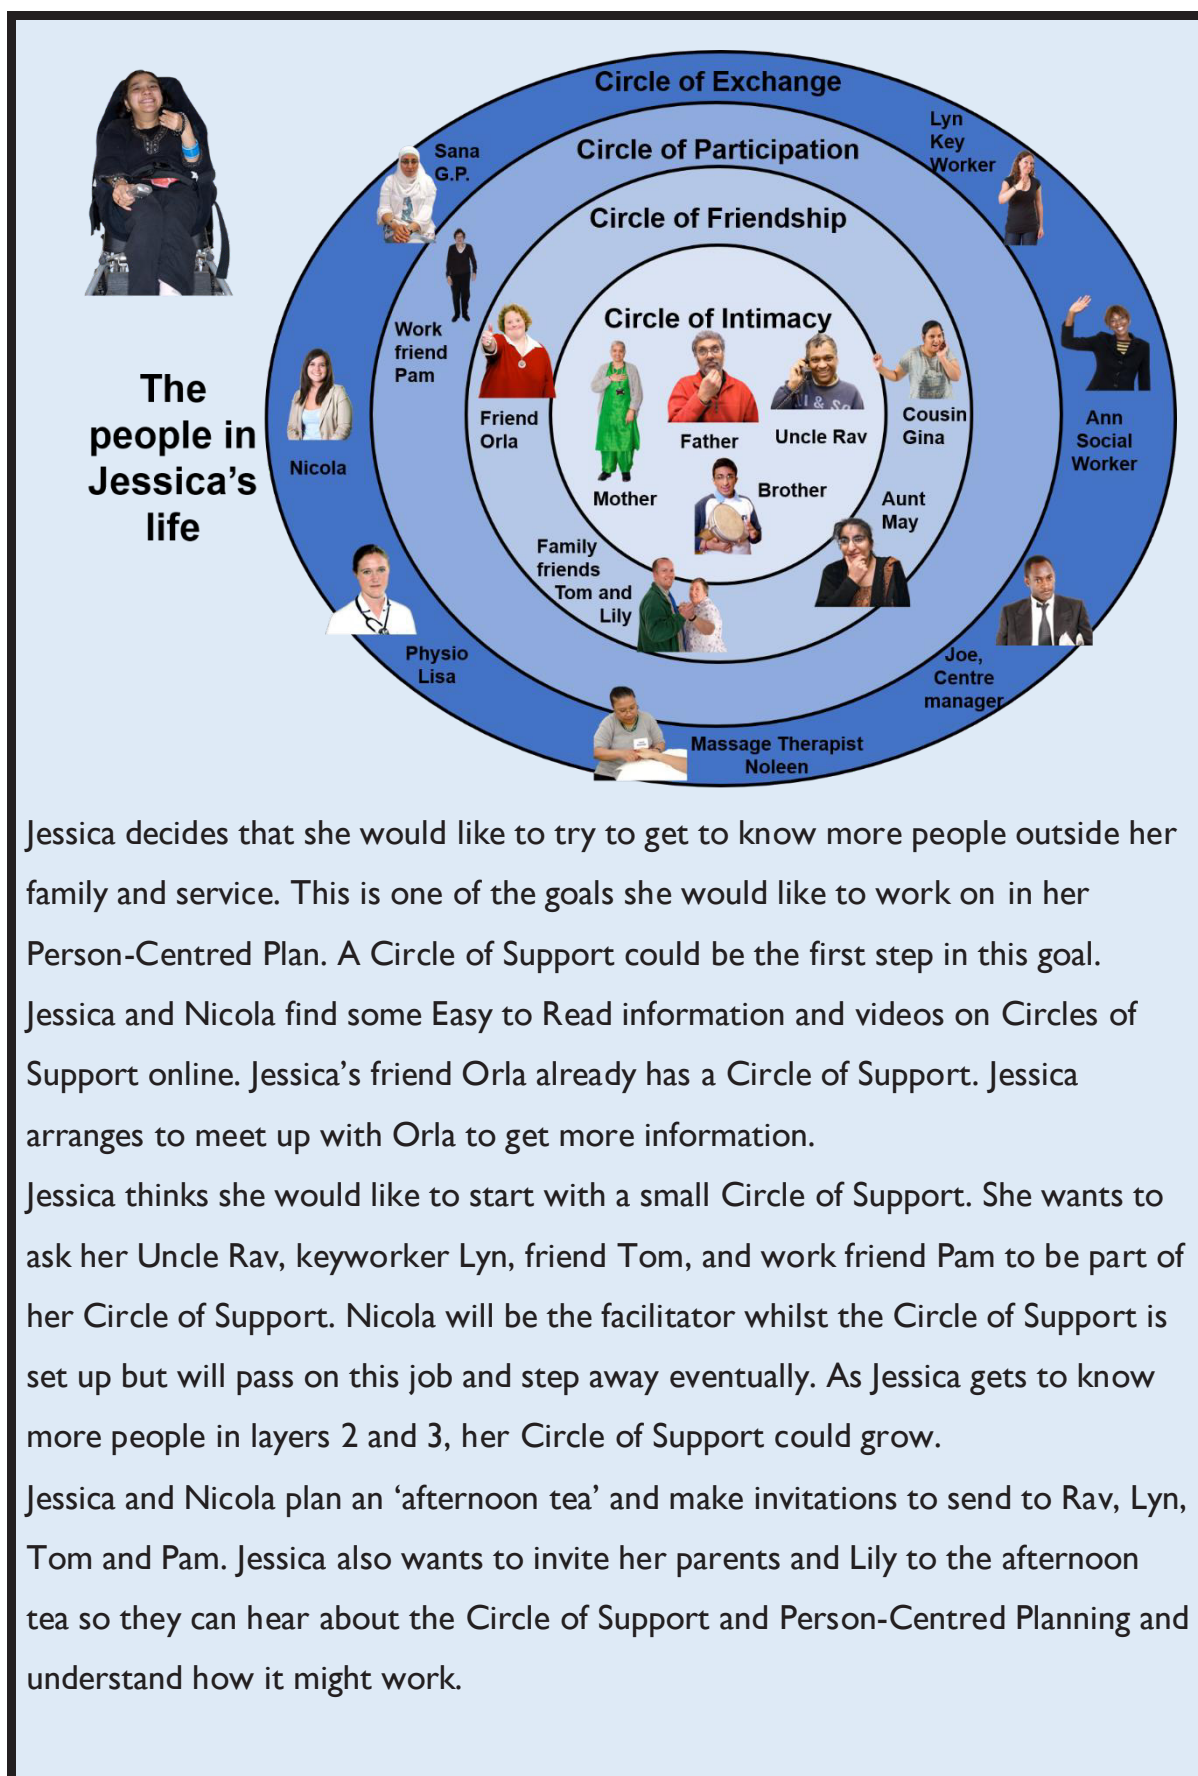 Circle of Exchange
Circle of Participation
Circle of Friendship
Circle of Intimacy
Sana
G.P.
Lyn
Key
Worker
Work
friend
Pam
The
people in
Jessica’s
life
Nicola
Friend
Orla
Mother
Father
Uncle Rav
Brother
Cousin
Gina
Ann
Social
Worker
Aunt
May
Family
friends
Tom and
Lily
Physio
Lisa
Joe,
Centre
manager
Massage Therapist
Noleen
Jessica decides that she would like to try to get to know more people outside her
family and service. This is one of the goals she would like to work on in her
Person-Centred Plan. A Circle of Support could be the first step in this goal.
Jessica and Nicola find some Easy to Read information and videos on Circles of
Support online. Jessica’s friend Orla already has a Circle of Support. Jessica
arranges to meet up with Orla to get more information.
Jessica thinks she would like to start with a small Circle of Support. She wants to
ask her Uncle Rav, keyworker Lyn, friend Tom, and work friend Pam to be part of
her Circle of Support. Nicola will be the facilitator whilst the Circle of Support is
set up but will pass on this job and step away eventually. As Jessica gets to know
more people in layers 2 and 3, her Circle of Support could grow.
Jessica and Nicola plan an ‘afternoon tea’ and make invitations to send to Rav, Lyn,
Tom and Pam. Jessica also wants to invite her parents and Lily to the afternoon
tea so they can hear about the Circle of Support and Person-Centred Planning and
understand how it might work.